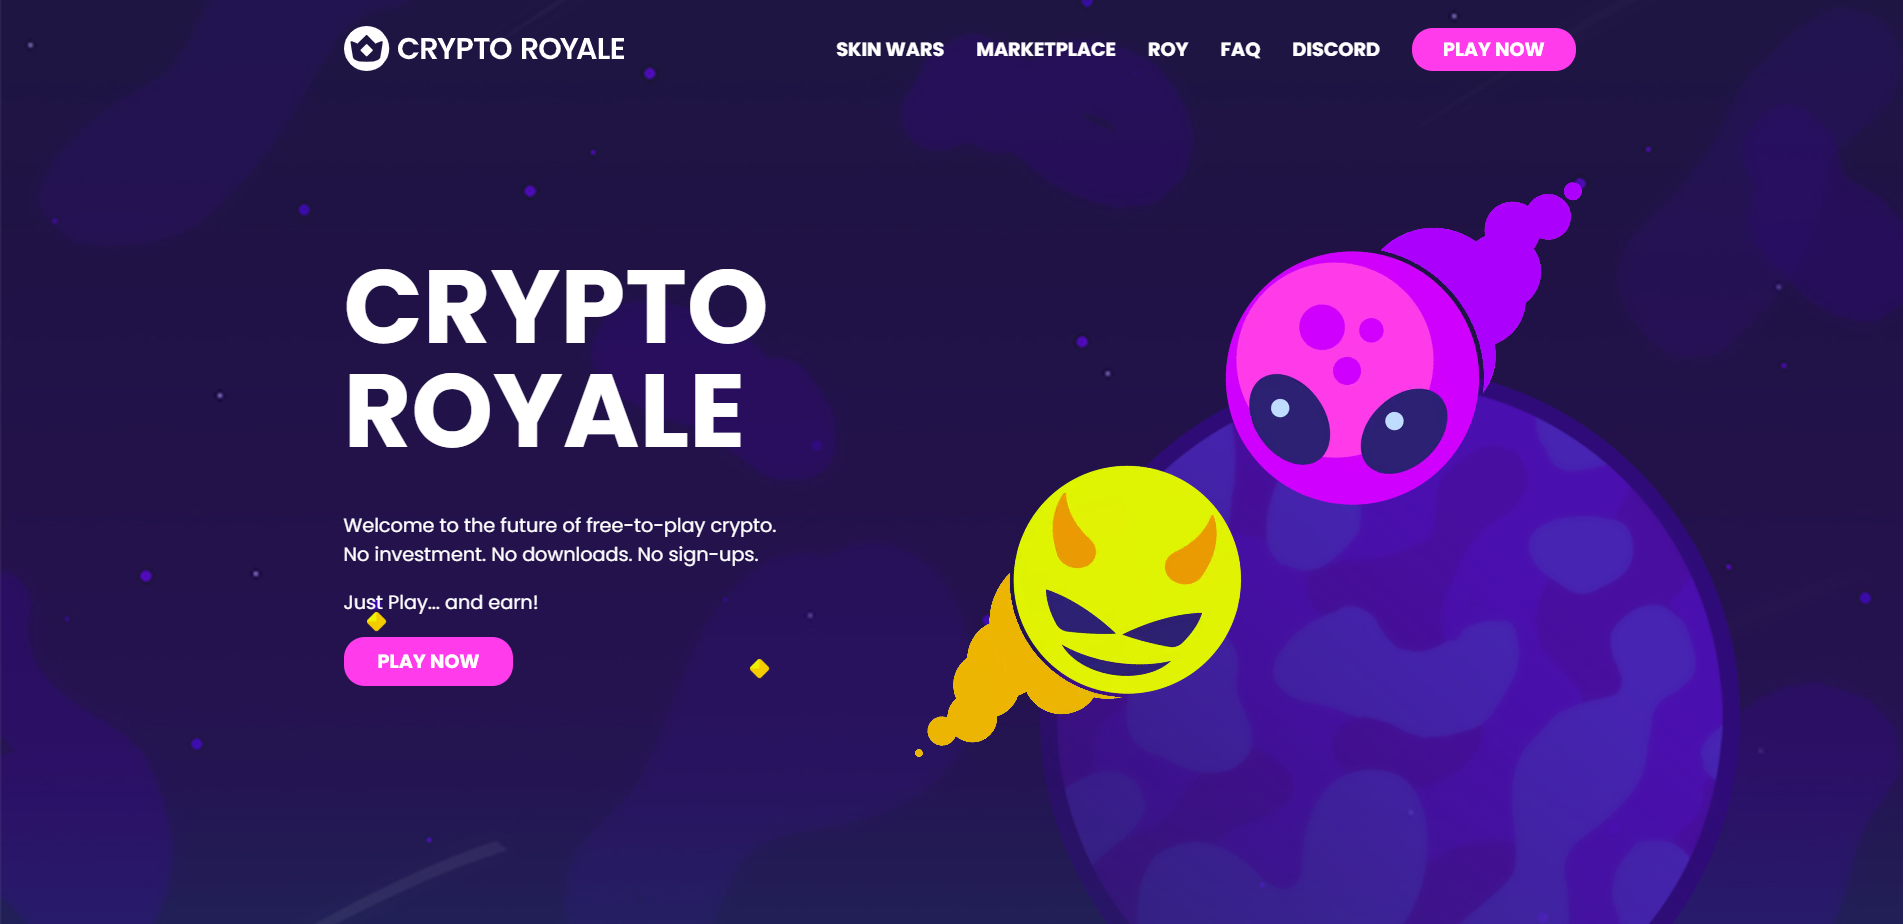 CRYPTO ROYALE
SKIN WARS
MARKETPLACE
ROY
FAQ
DISCORD
PLAY NOW
CRYPTO
ROYALE
Welcome to the future of free-to-play crypto.
No investment. No downloads. No sign-ups.
Just Play... and earn!
PLAY NOW